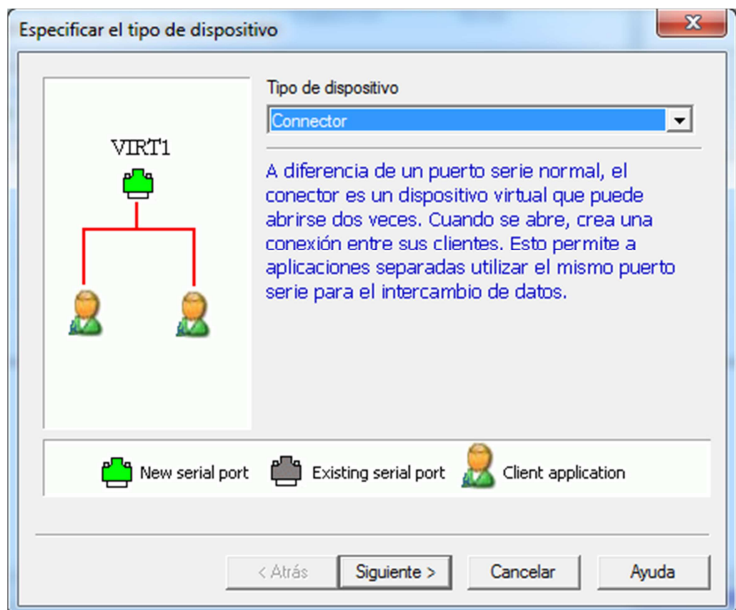 Especificar el tipo de dispositivo
Tipo de dispositivo
Connector
VIRT1
A diferencia de un puerto serie normal, el
conector es un dispositivo virtual que puede
abrirse dos veces. Cuando se abre, crea una
conexión entre sus clientes. Esto permite a
aplicaciones separadas utilizar el mismo puerto
serie para el intercambio de datos.
New serial port Existing serial port Client application
< Atrás Siguiente > Cancelar Ayuda